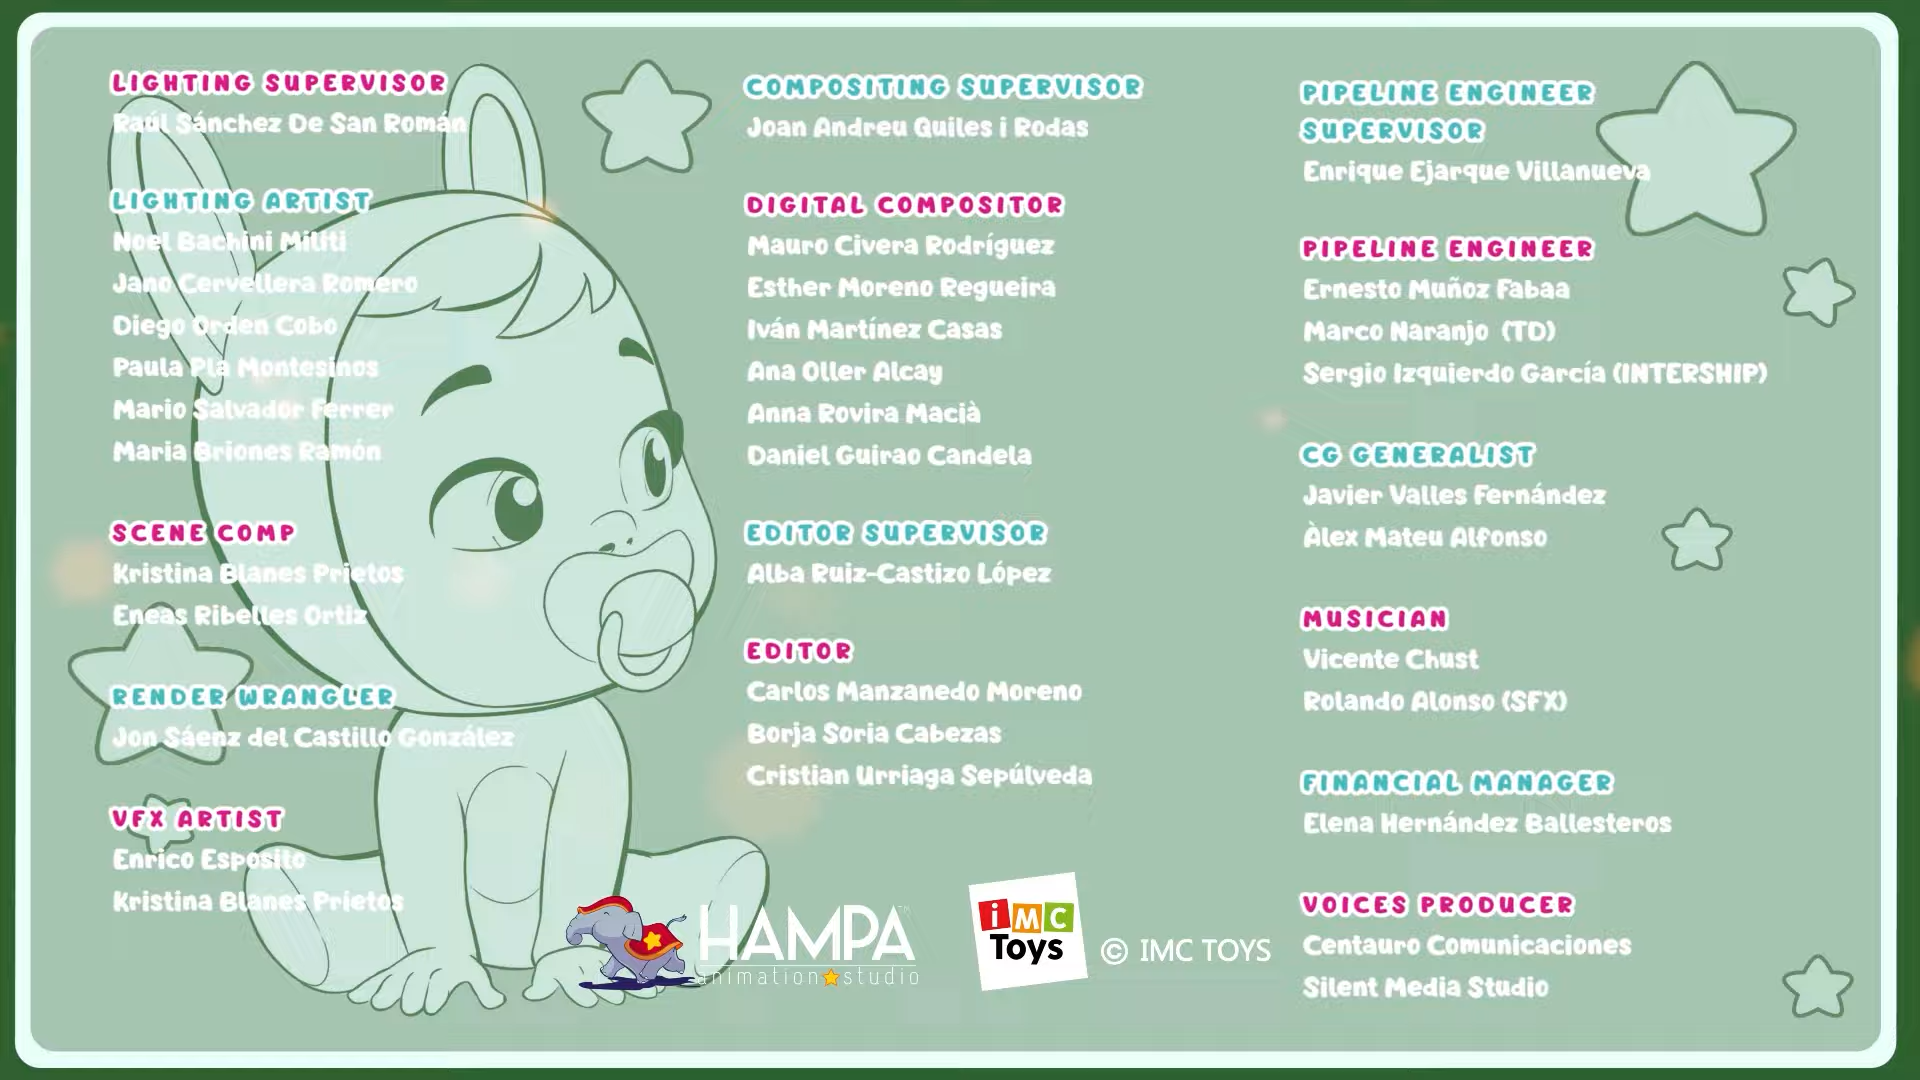 LIGHTING SUPERVISOR
Raúl Sánchez De San Román
LIGHTING ARTIST
Noel Bachini Militi
Jano Cervellera Romero
Diego Orden Cobo
Paula Pla Montesinos
Mario Salvador Ferrer
Maria Briones Ramón
SCENE COMP
Kristina Blanes Prietos
Eneas Ribelles Ortiz
RENDER WRANGLER
Jon Sáenz del Castillo González
VFX ARTIST
Enrico Esposito
Kristina Blanes Prietos
COMPOSITING SUPERVISOR
Joan Andreu Quiles i Rodas
DIGITAL COMPOSITOR
Mauro Civera Rodríguez
Esther Moreno Regueira
Iván Martínez Casas
Ana Oller Alcay
Anna Rovira Macià
Daniel Guirao Candela
EDITOR SUPERVISOR
Alba Ruiz-Castizo López
EDITOR
Carlos Manzanedo Moreno
Borja Soria Cabezas
Cristian Urriaga Sepúlveda
HAMPA™
animation studio
iMC
Toys
© IMC TOYS
PIPELINE ENGINEER
SUPERVISOR
Enrique Ejarque Villanueva
PIPELINE ENGINEER
Ernesto Muñoz Fabaa
Marco Naranjo (TD)
Sergio Izquierdo García (INTERSHIP)
CG GENERALIST
Javier Valles Fernández
Àlex Mateu Alfonso
MUSICIAN
Vicente Chust
Rolando Alonso (SFX)
FINANCIAL MANAGER
Elena Hernández Ballesteros
VOICES PRODUCER
Centauro Comunicaciones
Silent Media Studio